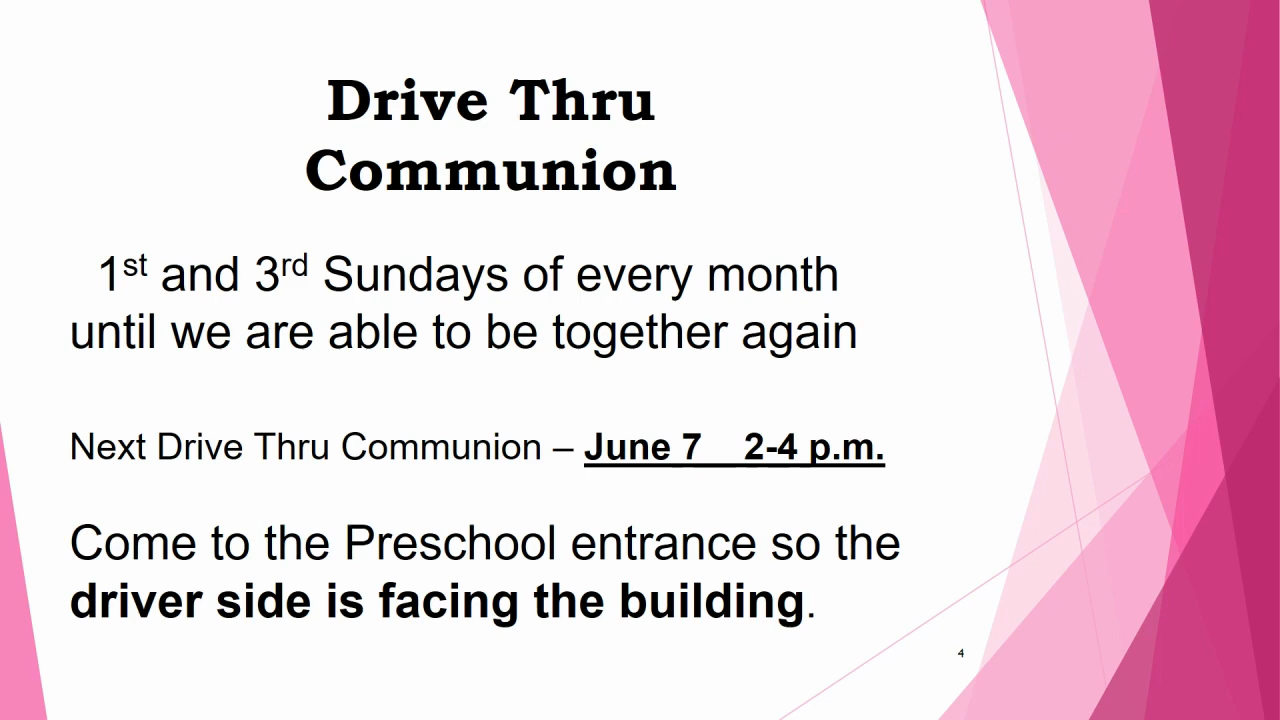 Drive Thru
Communion
1st and 3rd Sundays of every month
until we are able to be together again
Next Drive Thru Communion – June 7    2-4 p.m.
Come to the Preschool entrance so the
driver side is facing the building.
4